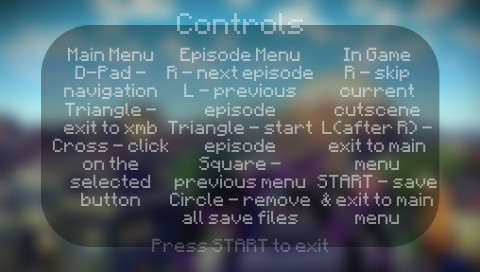 Controls
Main Menu
D-Pad -
navigation
Triangle -
exit to xmb
Cross - click
on the
selected
button
Episode Menu
R - next episode
L - previous
episode
Triangle - start
episode
Square -
previous menu
Circle - remove
all save files
In Game
R - skip
current
cutscene
L(after R) -
exit to main
menu
START - save
& exit to main
menu
Press START to exit